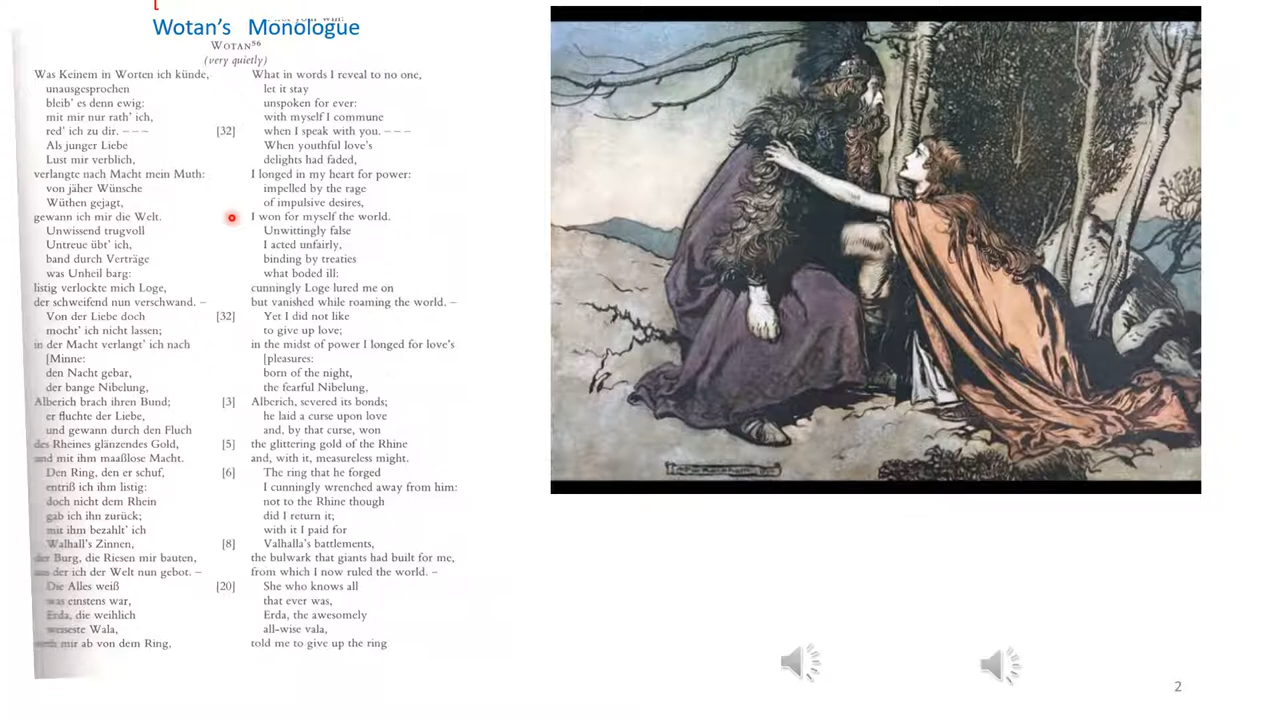 Wotan's Monologue
WOTAN56
(very quietly)
Was Keinem in Worten ich künde,
unausgesprochen
bleib' es denn ewig:
mit mir nur rath' ich,
red' ich zu dir. – – –
Als junger Liebe
Lust mir verblich,
verlangte nach Macht mein Muth:
von jäher Wünsche
Wüthen gejagt,
gewann ich mir die Welt.
Unwissend trugvoll
Untreue übt' ich,
band durch Verträge
was Unheil barg:
listig verlockte mich Loge,
der schweifend nun verschwand. –
Von der Liebe doch
mocht' ich nicht lassen;
in der Macht verlangt' ich nach
[Minne:
den Nacht gebar,
der bange Nibelung,
Alberich brach ihren Bund;
er fluchte der Liebe,
und gewann durch den Fluch
des Rheines glänzendes Gold,
und mit ihm maaßlose Macht.
Den Ring, den er schuf,
entriß ich ihm listig:
doch nicht dem Rhein
gab ich ihn zurück;
mit ihm bezahlt' ich
Walhall's Zinnen,
der Burg, die Riesen mir bauten,
der ich der Welt nun gebot. –
Die Alles weiß
was einstens war,
Erda, die weihlich
weiseste Wala,
mir ab von dem Ring,
[32]
[32]
[3]
[5]
[6]
[8]
[20]
What in words I reveal to no one,
let it stay
unspoken for ever:
with myself I commune
when I speak with you. – – –
When youthful love's
delights had faded,
I longed in my heart for power:
impelled by the rage
of impulsive desires,
I won for myself the world.
Unwittingly false
I acted unfairly,
binding by treaties
what boded ill:
cunningly Loge lured me on
but vanished while roaming the world. –
Yet I did not like
to give up love;
in the midst of power I longed for love's
[pleasures:
born of the night,
the fearful Nibelung,
Alberich, severed its bonds;
he laid a curse upon love
and, by that curse, won
the glittering gold of the Rhine
and, with it, measureless might.
The ring that he forged
I cunningly wrenched away from him:
not to the Rhine though
did I return it;
with it I paid for
Valhalla's battlements,
the bulwark that giants had built for me,
from which I now ruled the world. –
She who knows all
that ever was,
Erda, the awesomely
all-wise vala,
told me to give up the ring
2